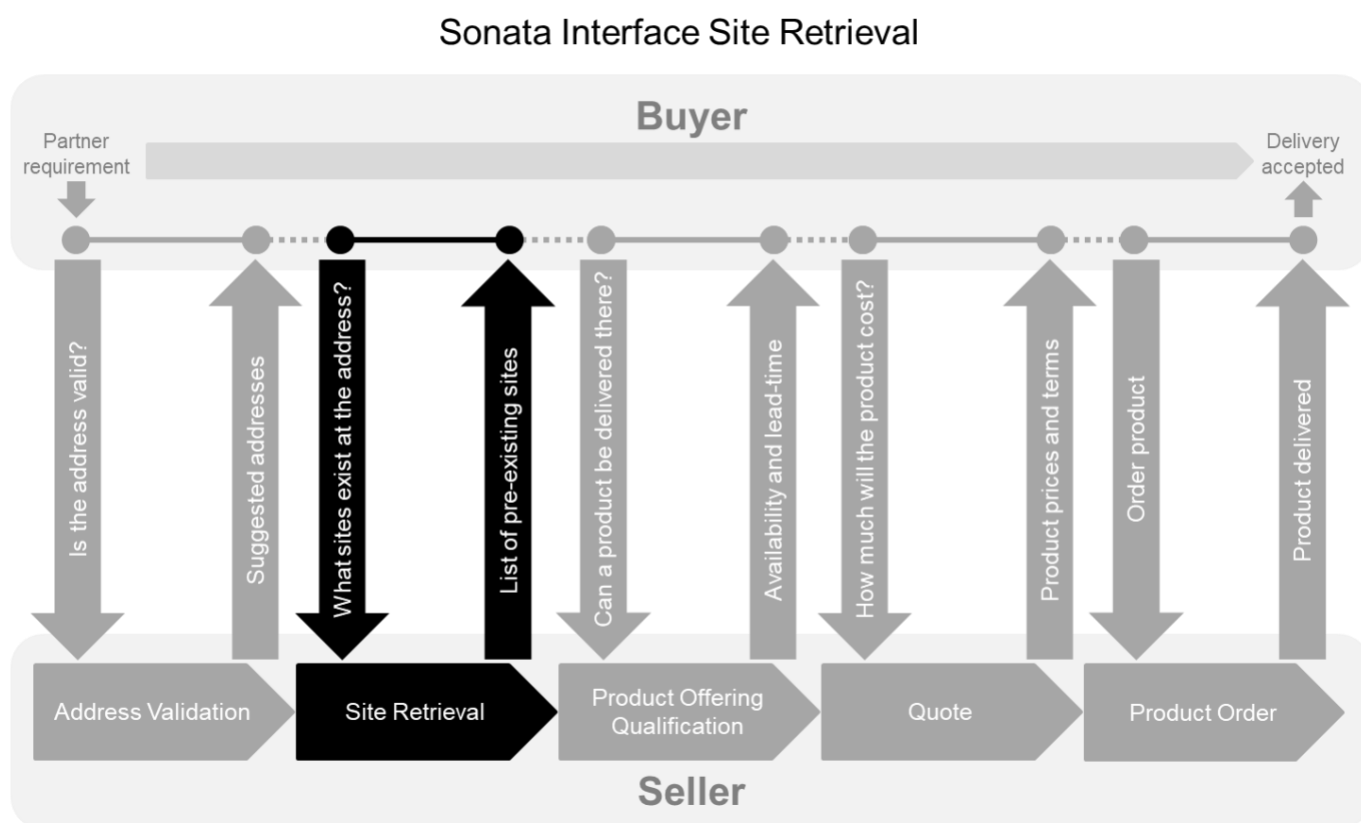 Sonata Interface Site Retrieval
Buyer
Partner
requirement
Delivery
accepted
Is the address valid?
Suggested addresses
What sites exist at the address?
List of pre-existing sites
Can a product be delivered there?
Availability and lead-time
How much will the product cost?
Product prices and terms
Order product
Product delivered
Address Validation
Site Retrieval
Product Offering
Qualification
Quote
Product Order
Seller